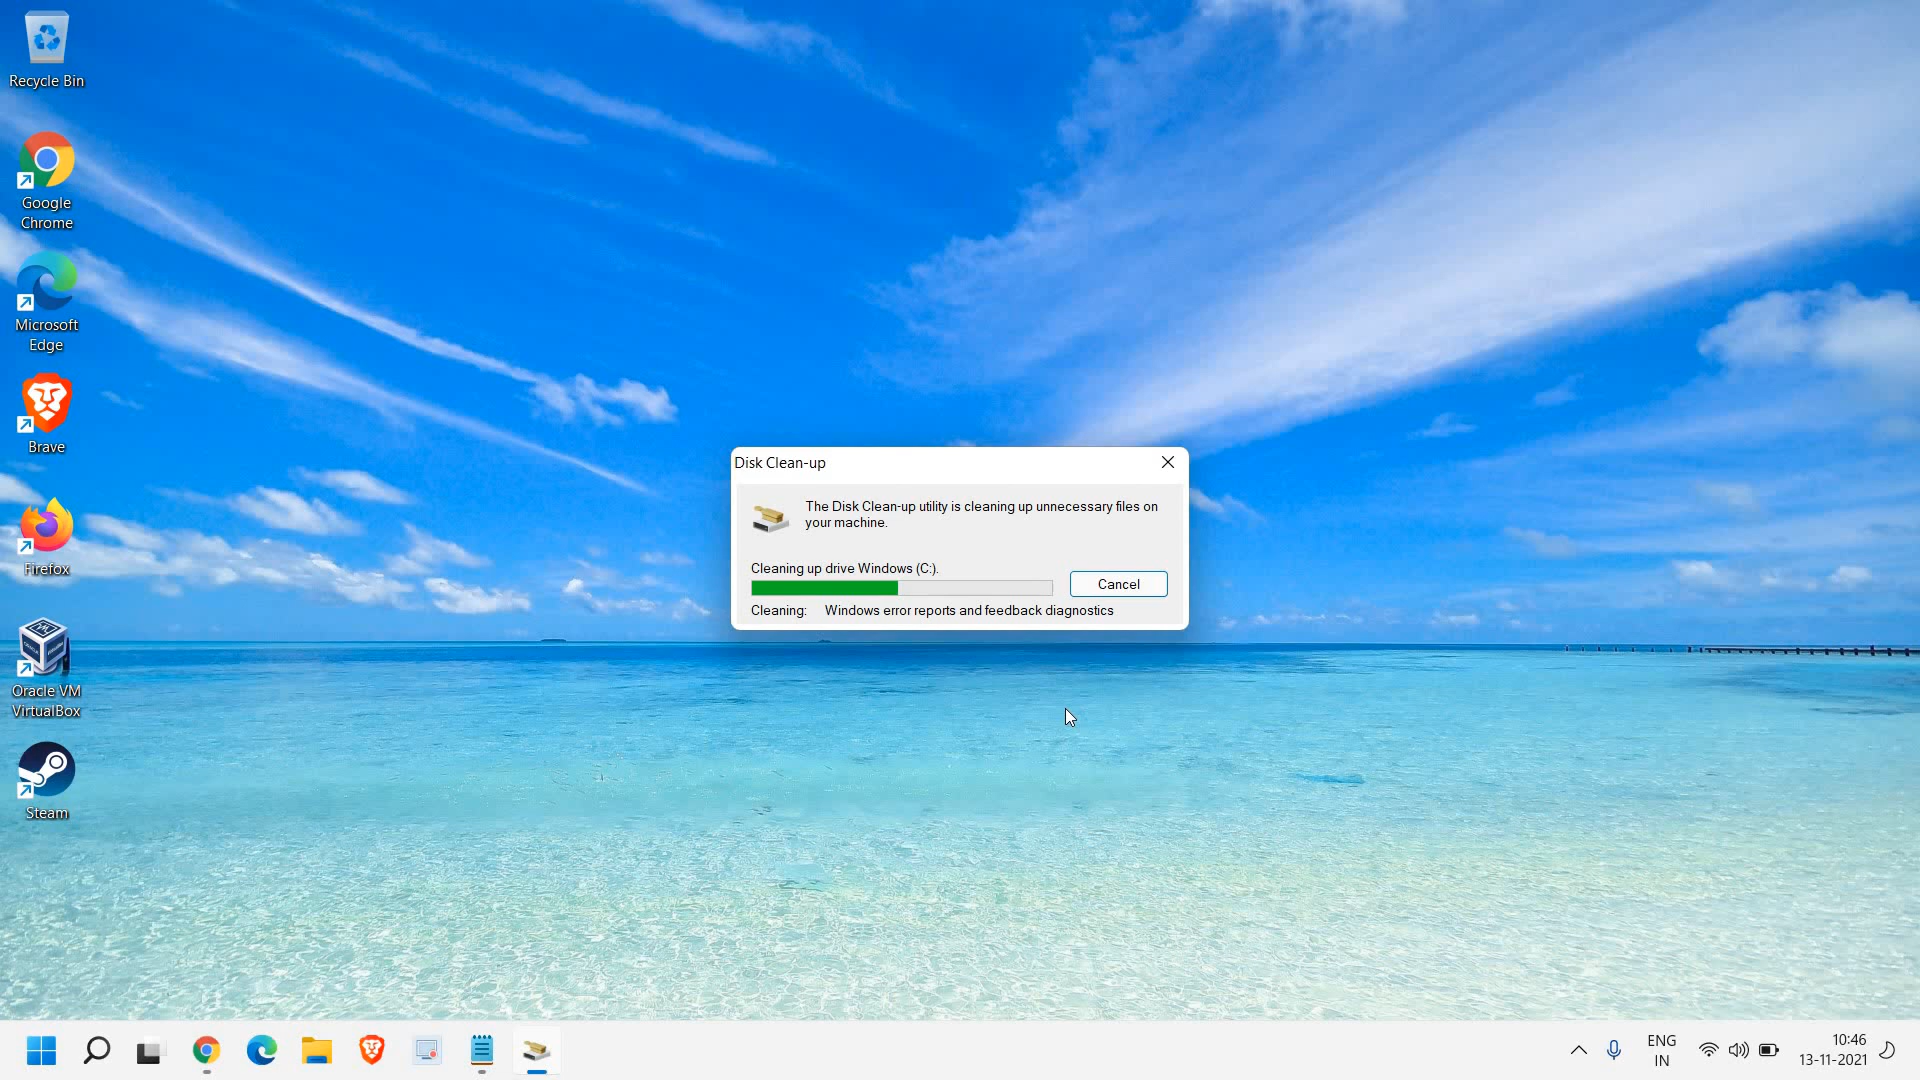 Recycle Bin
Google
Chrome
Microsoft
Edge
Brave
Firefox
Oracle VM
VirtualBox
Steam
Disk Clean-up
The Disk Clean-up utility is cleaning up unnecessary files on
your machine.
Cleaning up drive Windows (C:).
Cancel
Cleaning: Windows error reports and feedback diagnostics
ENG
IN
10:46
13-11-2021